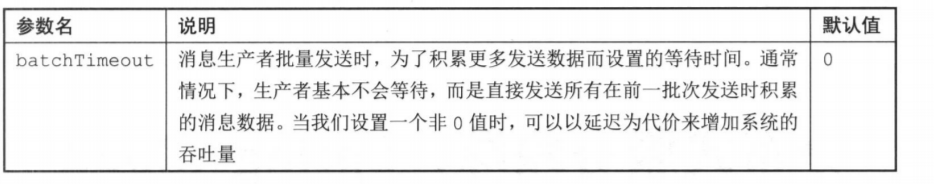 参数名 说明 默认值
batchTimeout 消息生产者批量发送时，为了积累更多发送数据而设置的等待时间。通常 0
情况下，生产者基本不会等待，而是直接发送所有在前一批次发送时积累
的消息数据。当我们设置一个非 0 值时，可以以延迟为代价来增加系统的
吞吐量